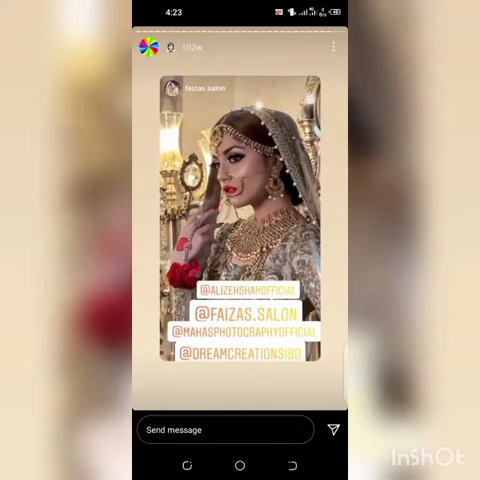 4:23
102w
faizas.salon
@ALIZEHSHAHOFFICIAL
@FAIZAS.SALON
@MAHASPHOTOGRAPHYOFFICIAL
@DREAMCREATIONSIBD
Send message
InShOt